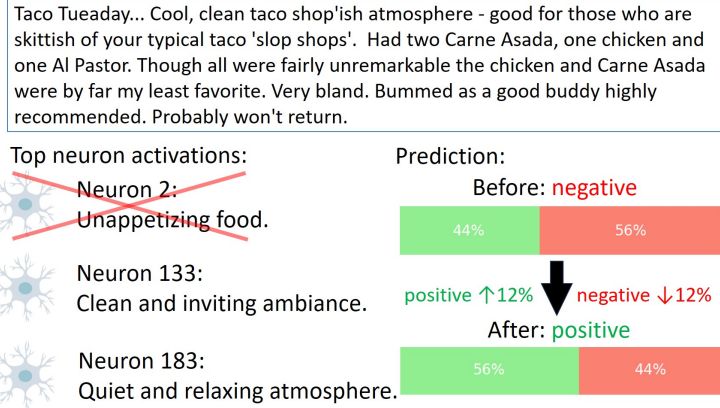 Taco Tueaday... Cool, clean taco shop'ish atmosphere - good for those who are
skittish of your typical taco 'slop shops'.  Had two Carne Asada, one chicken and
one Al Pastor. Though all were fairly unremarkable the chicken and Carne Asada
were by far my least favorite. Very bland. Bummed as a good buddy highly
recommended. Probably won't return.
Top neuron activations:
Neuron 2:
Unappetizing food.
Neuron 133:
Clean and inviting ambiance.
Neuron 183:
Quiet and relaxing atmosphere.
Prediction:
Before: negative
44% 56%
positive ↑12% negative ↓12%
After: positive
56% 44%